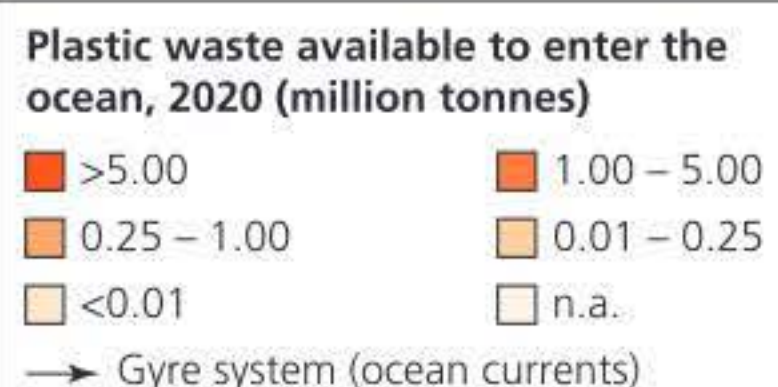 Plastic waste available to enter the
ocean, 2020 (million tonnes)
>5.00
1.00 – 5.00
0.25 – 1.00
0.01 – 0.25
<0.01
n.a.
Gyre system (ocean currents)